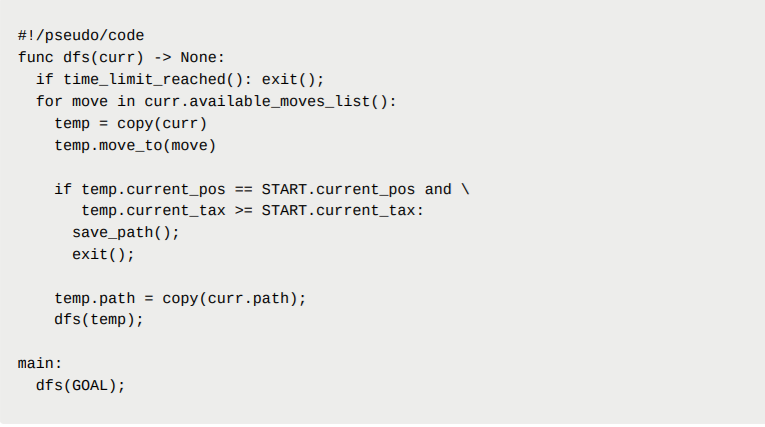 #!/pseudo/code
func dfs(curr) -> None:
  if time_limit_reached(): exit();
  for move in curr.available_moves_list():
    temp = copy(curr)
    temp.move_to(move)

    if temp.current_pos == START.current_pos and \
       temp.current_tax >= START.current_tax:
      save_path();
      exit();

    temp.path = copy(curr.path);
    dfs(temp);

main:
  dfs(GOAL);